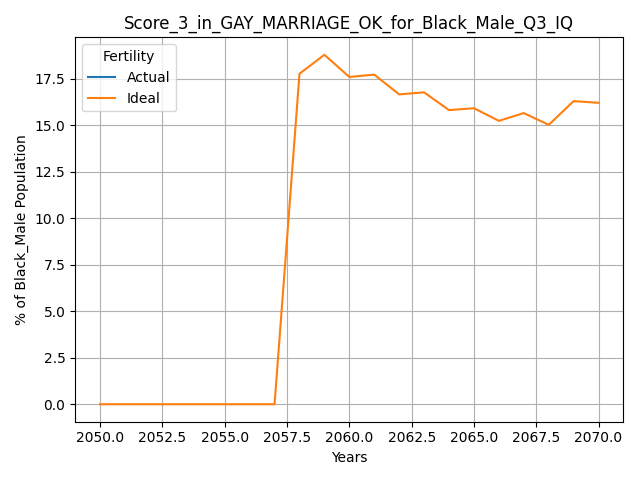 Score_3_in_GAY_MARRIAGE_OK_for_Black_Male_Q3_IQ
Fertility
Actual
Ideal
17.5
15.0
12.5
10.0
7.5
5.0
2.5
0.0
% of Black_Male Population
2050.0 2052.5 2055.0 2057.5 2060.0 2062.5 2065.0 2067.5 2070.0
Years